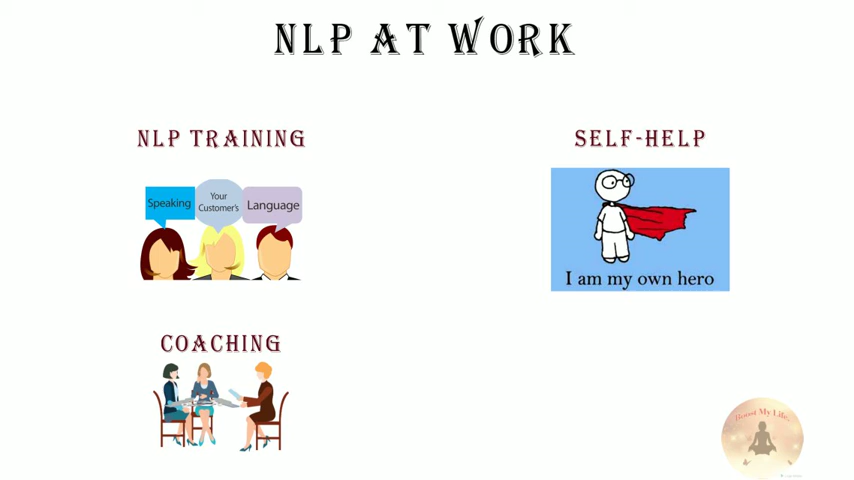 NLP AT WORK
NLP TRAINING
Speaking
Your
Customer's
Language
SELF-HELP
I am my own hero
COACHING
Boost My Life